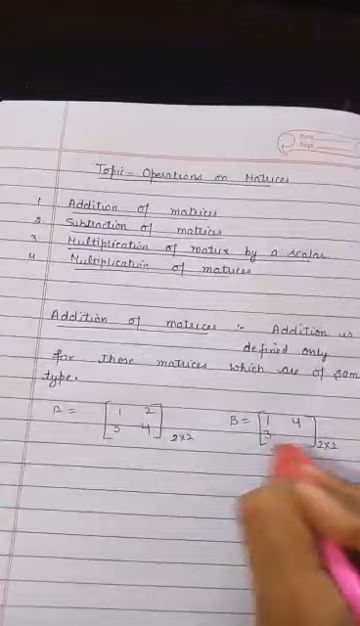 Topic - Operations on Matrices
1 Addition of matrices
2 Subtraction of matrices
3 Multiplication of matrix by a scalar
4 Multiplication of matrices
Addition of matrices :- Addition is
defined only
for those matrices which are of sam
type.
A = [ 1 2 B = [ 1 4
3 4 ] 2×2 3 ] 2×2